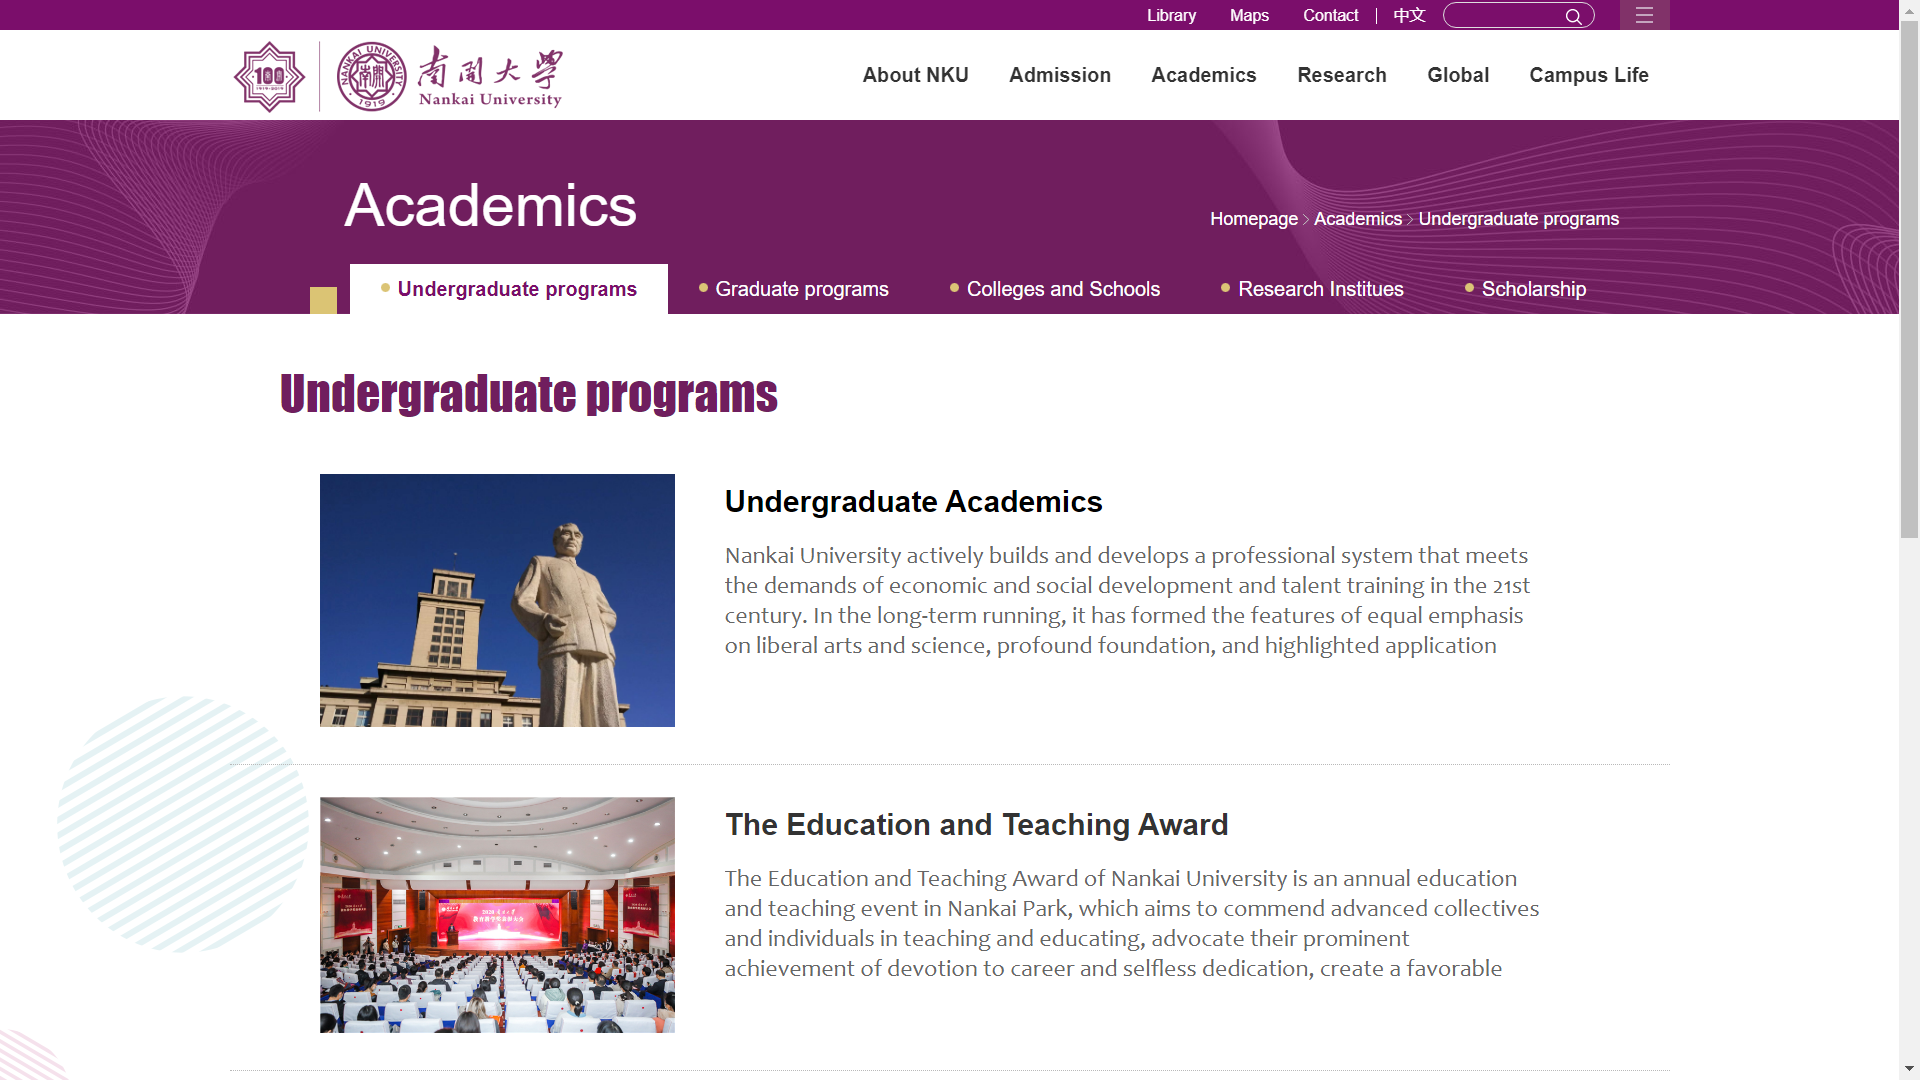 Library Maps Contact 中文
100
1919-2019
NANKAI UNIVERSITY
1919
南開大學
Nankai University
About NKU Admission Academics Research Global Campus Life
Academics
Homepage > Academics > Undergraduate programs
Undergraduate programs Graduate programs Colleges and Schools Research Institues Scholarship
Undergraduate programs
Undergraduate Academics
Nankai University actively builds and develops a professional system that meets
the demands of economic and social development and talent training in the 21st
century. In the long-term running, it has formed the features of equal emphasis
on liberal arts and science, profound foundation, and highlighted application
The Education and Teaching Award
The Education and Teaching Award of Nankai University is an annual education
and teaching event in Nankai Park, which aims to commend advanced collectives
and individuals in teaching and educating, advocate their prominent
achievement of devotion to career and selfless dedication, create a favorable